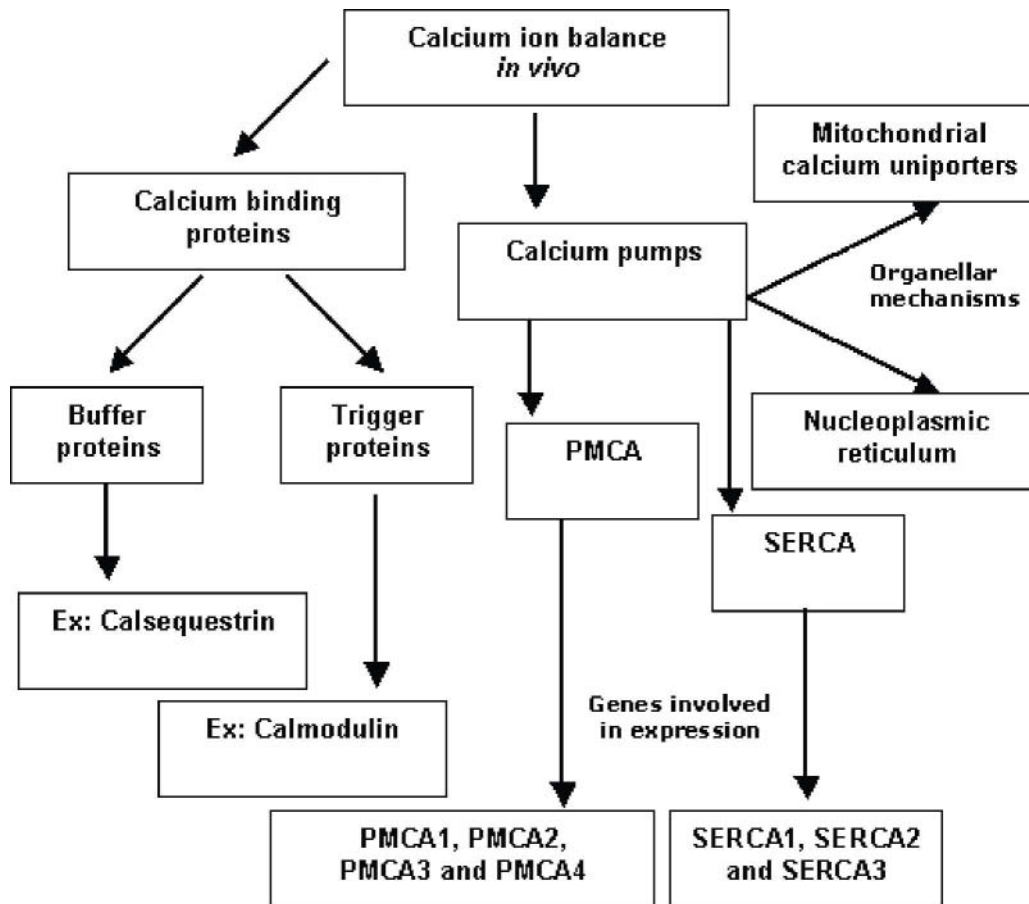 Calcium ion balance
in vivo
Mitochondrial
calcium uniporters
Calcium binding
proteins
Calcium pumps
Organellar
mechanisms
Buffer
proteins
Trigger
proteins
PMCA
Nucleoplasmic
reticulum
SERCA
Ex: Calsequestrin
Ex: Calmodulin
Genes involved
in expression
PMCA1, PMCA2,
PMCA3 and PMCA4
SERCA1, SERCA2
and SERCA3